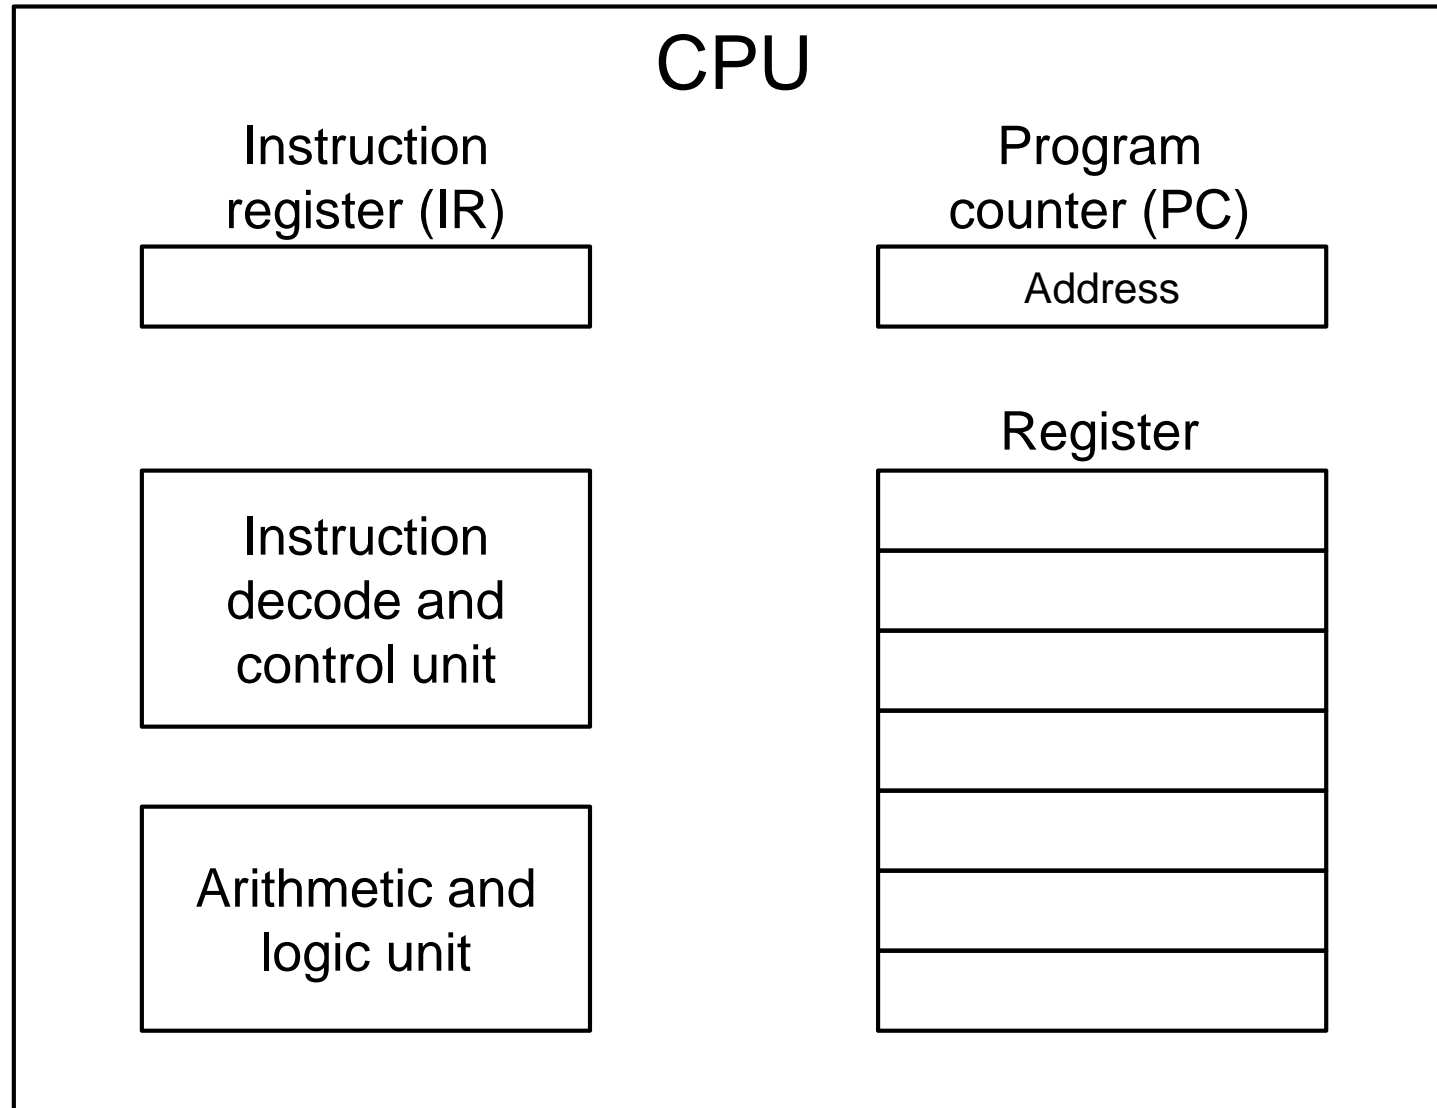 CPU
Instruction
register (IR)
Program
counter (PC)
Address
Register
Instruction
decode and
control unit
Arithmetic and
logic unit